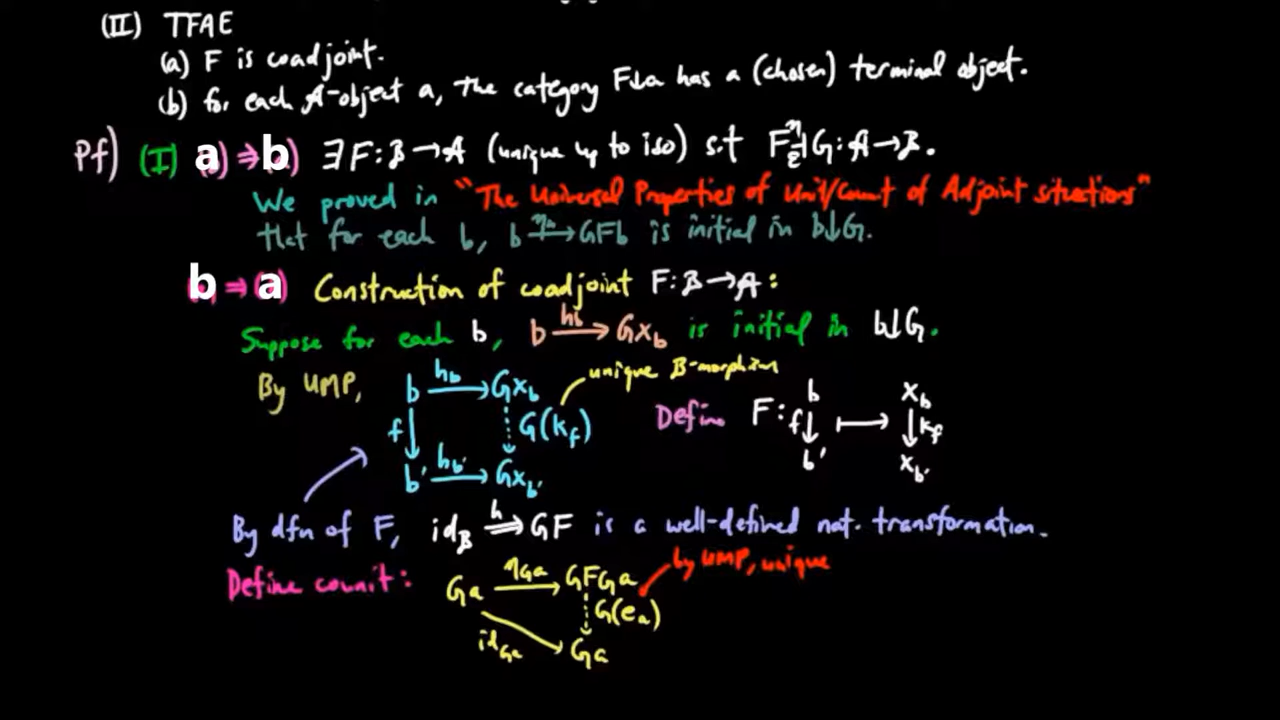 (II) TFAE
(a) F is coadjoint.
(b) for each A-object a, the category F↓a has a (chosen) terminal object.
Pf) (I) a) ⇒ b) ∃ F: B → A (unique up to iso) s.t F ⊣ G: A → B.
η
ε
We proved in "The Universal Properties of Unit/Count of Adjoint situations"
that for each b, b —ηa→ GFb is initial in b↓G.
b ⇒ a) Construction of coadjoint F: B → A:
Suppose for each b, b —hb→ Gxb is initial in b↓G.
By UMP,
b —hb→ Gxb
unique B-morphism
f ↓ G(kf)
b' —hb'→ Gxb'
Define F: f ↓ ↦ ↓ kf
b xb
b' xb'
By dfn of F, idB =h⇒ GF is a well-defined nat. transformation.
Define counit: Ga —ηGa→ GFGa
by UMP, unique
G(ea)
idGa
Ga